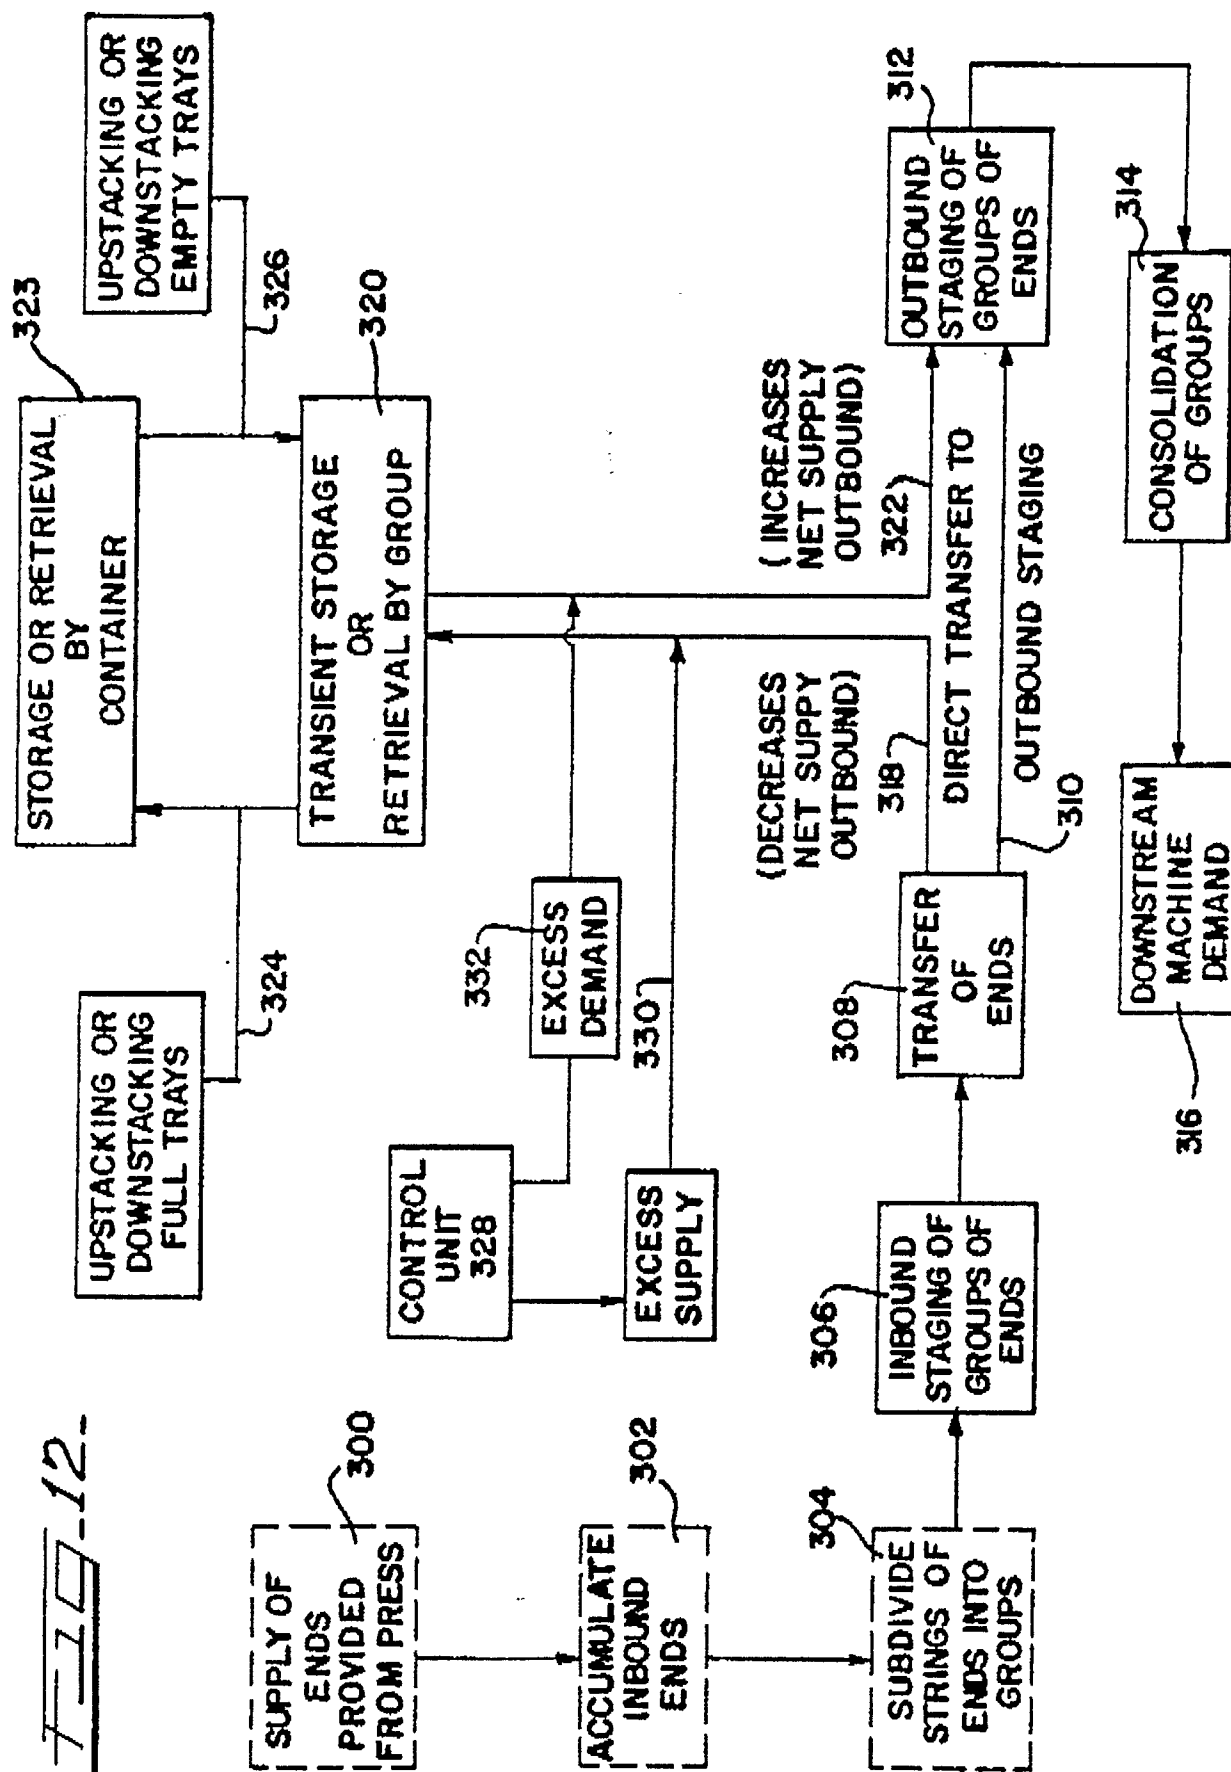 FIG-12-
SUPPLY OF
ENDS
PROVIDED
FROM PRESS
300
ACCUMULATE
INBOUND
ENDS
302
SUBDIVIDE
STRINGS OF
ENDS INTO
GROUPS
304
INBOUND
STAGING OF
GROUPS OF
ENDS
306
TRANSFER
OF
ENDS
308
CONTROL
UNIT
328
EXCESS
SUPPLY
330
EXCESS
DEMAND
332
UPSTACKING OR
DOWNSTACKING
FULL TRAYS
324
STORAGE OR RETRIEVAL
BY
CONTAINER
323
UPSTACKING OR
DOWNSTACKING
EMPTY TRAYS
326
TRANSIENT STORAGE
OR
RETRIEVAL BY GROUP
320
(DECREASES
NET SUPPY
OUTBOUND)
318
(INCREASES
NET SUPPLY
OUTBOUND)
322
DIRECT TRANSFER TO
OUTBOUND STAGING
310
OUTBOUND
STAGING OF
GROUPS OF
ENDS
312
CONSOLIDATION
OF GROUPS
314
DOWNSTREAM
MACHINE
DEMAND
316